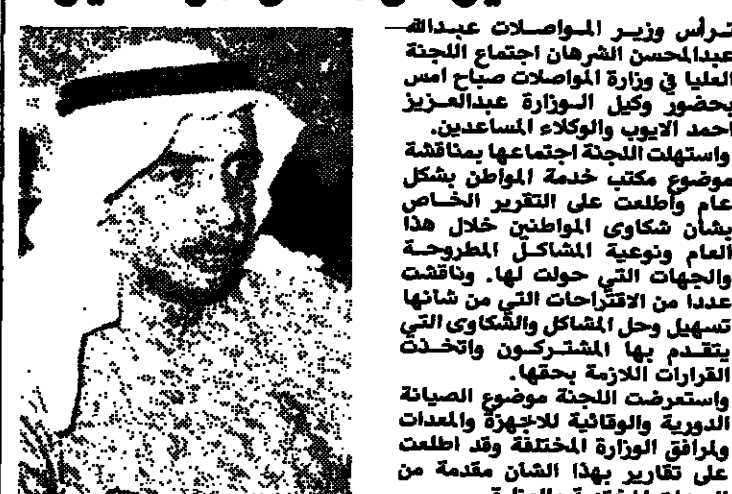 ترأس وزير المواصلات عبدالله
عبدالمحسن الشرهان اجتماع اللجنة
العليا في وزارة المواصلات صباح امس
بحضور وكيل الوزارة عبدالعزيز
احمد الايوب والوكلاء المساعدين.
واستهلت اللجنة اجتماعها بمناقشة
موضوع مكتب خدمة المواطن بشكل
عام واطلعت على التقرير الخاص
بشأن شكاوى المواطنين خلال هذا
العام ونوعية المشاكل المطروحة
والجهات التي حولت لها. وناقشت
عددا من الاقتراحات التي من شانها
تسهيل وحل المشاكل والشكاوى التي
يتقدم بها المشتركون واتخذت
القرارات اللازمة بحقها.
واستعرضت اللجنة موضوع الصيانة
الدورية والوقائية للاجهزة والمعدات
ولمرافق الوزارة المختلفة وقد اطلعت
على تقارير بهذا الشان مقدمة من